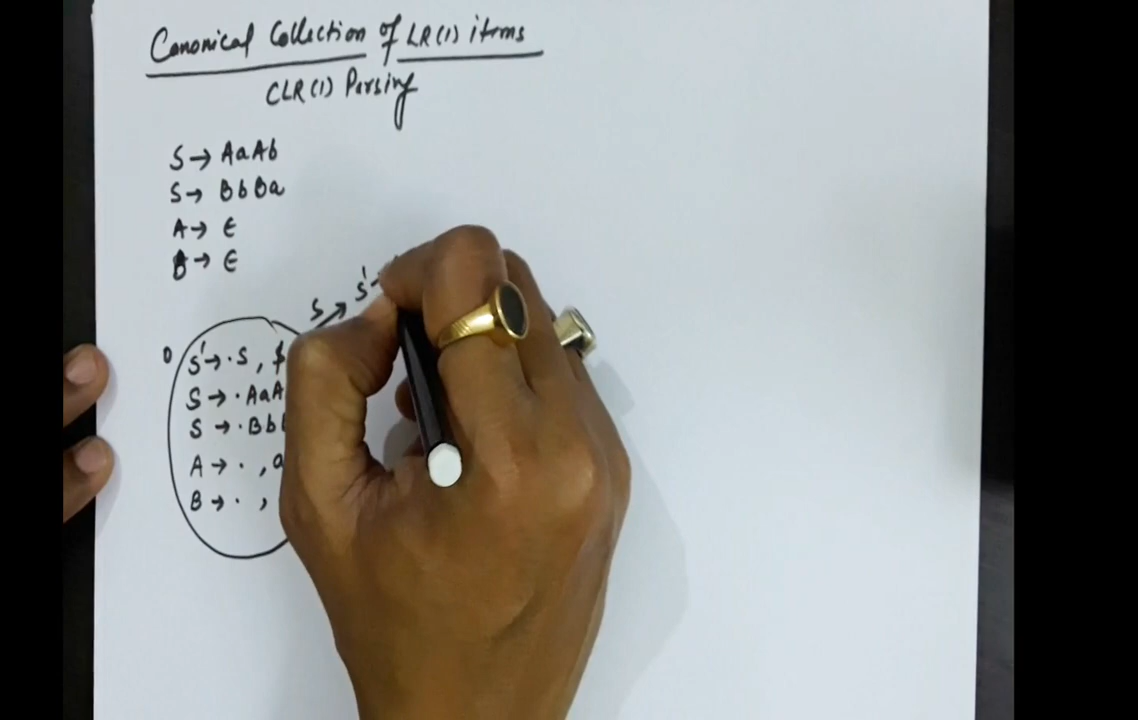 Canonical Collection of LR(1) items
CLR(1) Parsing
S → AaAb
S → BbBa
A → ϵ
B → ϵ
S S'
0 S' → ·S , $
S → ·AaA
S → ·Bb
A → · , a
B → · ,